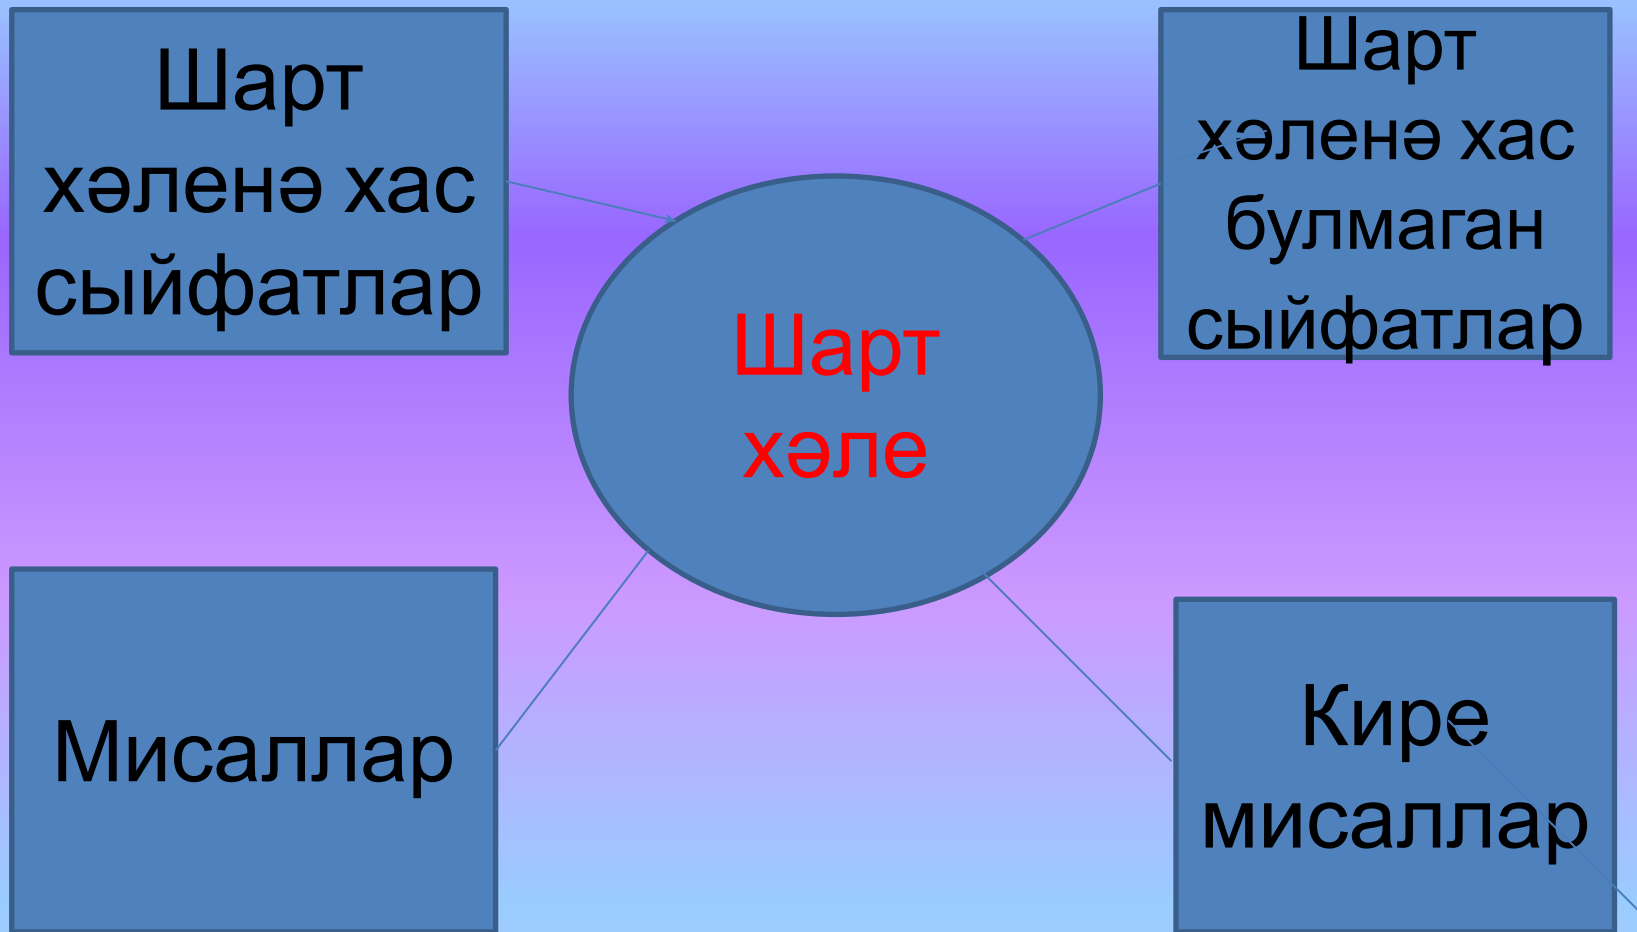 Шарт
хәленә хас
сыйфатлар
Шарт
хәленә хас
булмаган
сыйфатлар
Шарт
хәле
Мисаллар
Кире
мисаллар